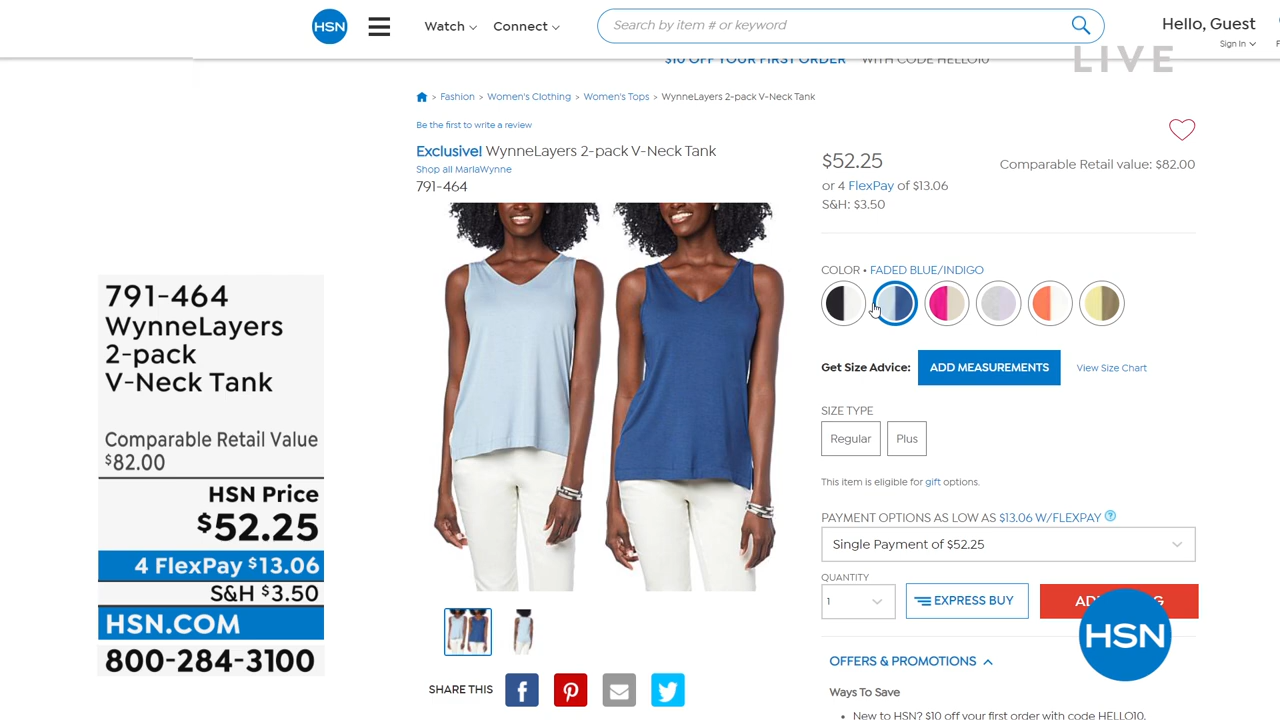 HSN
Watch
Connect
Search by item # or keyword
Hello, Guest
Sign In
LIVE
$10 OFF YOUR FIRST ORDER WITH CODE HELLO10
> Fashion > Women's Clothing > Women's Tops > WynneLayers 2-pack V-Neck Tank
Be the first to write a review
Exclusive! WynneLayers 2-pack V-Neck Tank
Shop all MarlaWynne
791-464
$52.25
Comparable Retail value: $82.00
or 4 FlexPay of $13.06
S&H: $3.50
COLOR • FADED BLUE/INDIGO
Get Size Advice:
ADD MEASUREMENTS
View Size Chart
SIZE TYPE
Regular
Plus
This item is eligible for gift options.
PAYMENT OPTIONS AS LOW AS $13.06 W/FLEXPAY ?
Single Payment of $52.25
QUANTITY
1
EXPRESS BUY
HSN
OFFERS & PROMOTIONS
Ways To Save
• New to HSN? $10 off your first order with code HELLO10.
SHARE THIS
791-464
WynneLayers
2-pack
V-Neck Tank
Comparable Retail Value
$82.00
HSN Price
$52.25
4 FlexPay $13.06
S&H $3.50
HSN.COM
800-284-3100